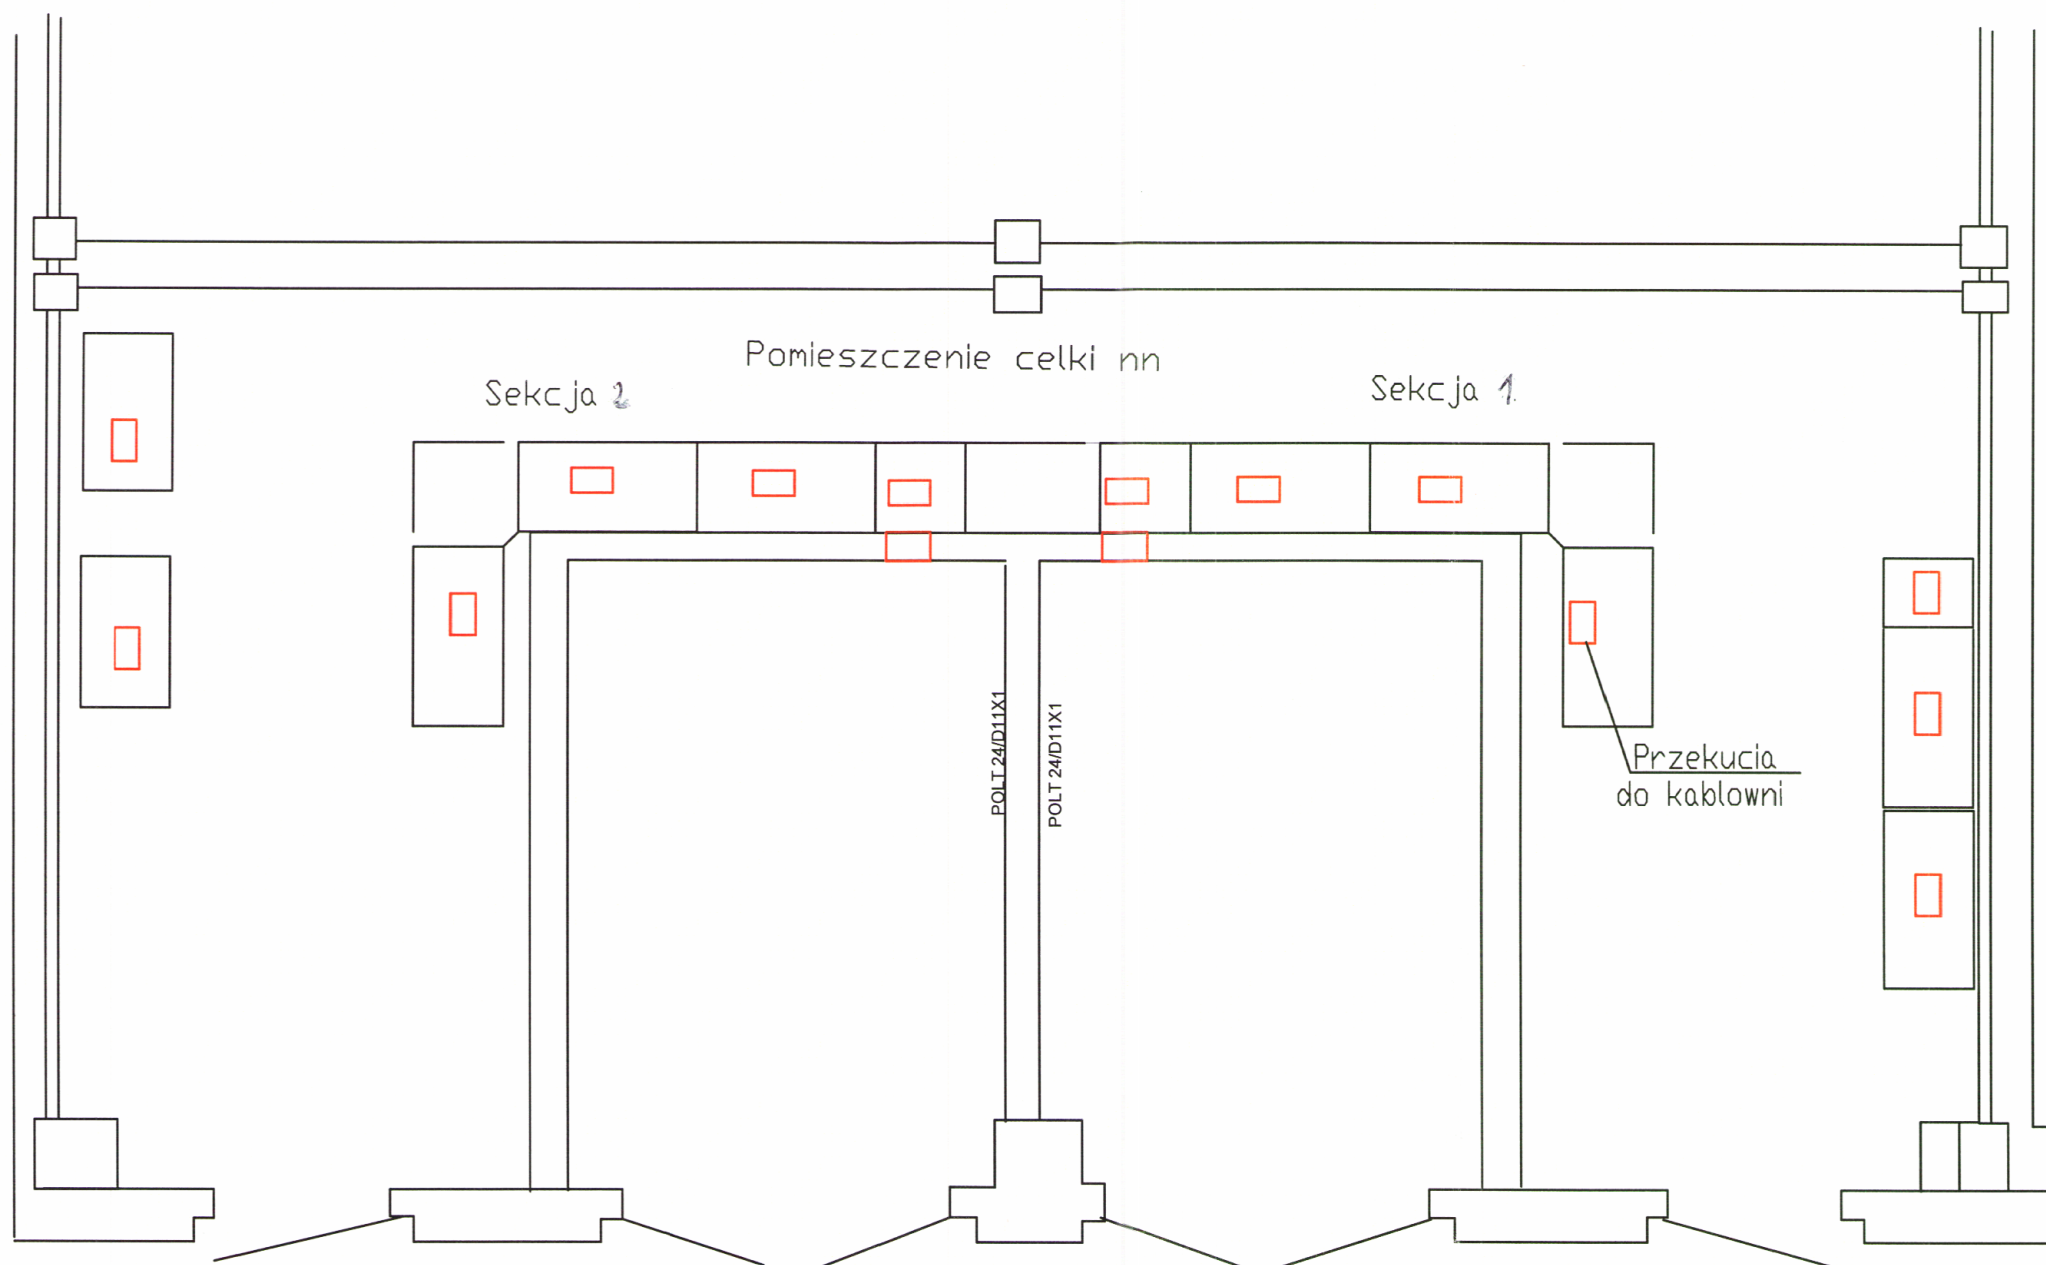 Pomieszczenie celki nn
Sekcja 2
Sekcja 1
POLT 24/D11X1
POLT 24/D11X1
Przekucia
do kablowni